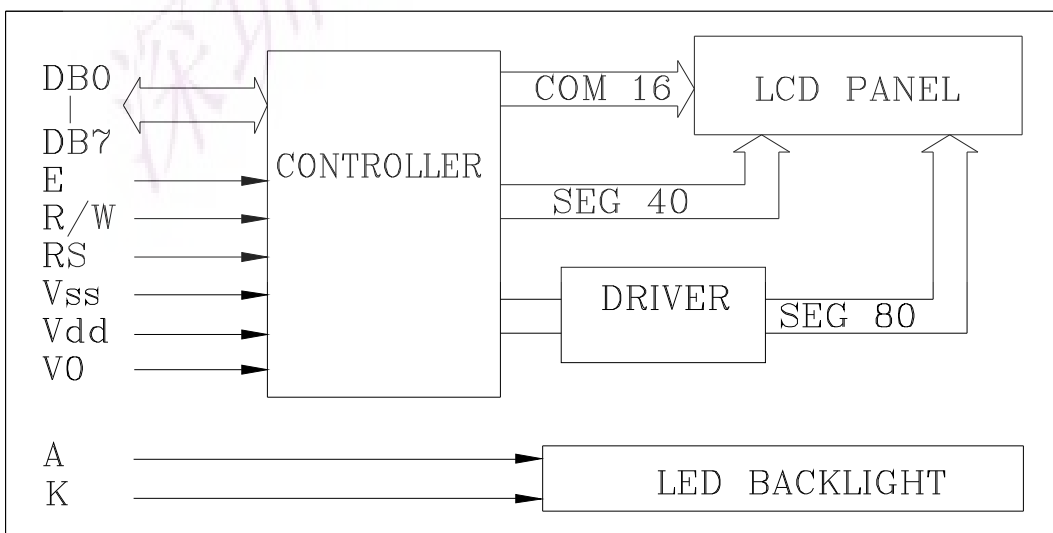 DB0
DB7
E
R/W
RS
Vss
Vdd
V0
A
K
CONTROLLER
COM 16
SEG 40
DRIVER
SEG 80
LCD PANEL
LED BACKLIGHT